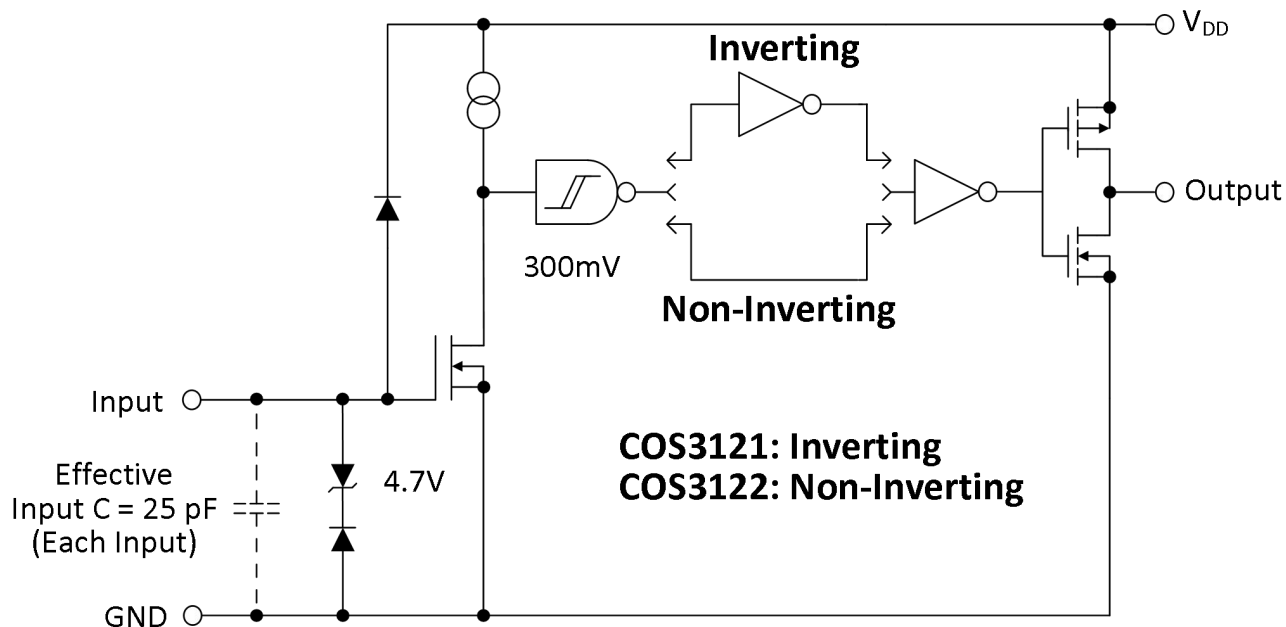 V_DD
Inverting
Output
300mV
Non-Inverting
Input
Effective
Input C = 25 pF
(Each Input)
4.7V
COS3121: Inverting
COS3122: Non-Inverting
GND